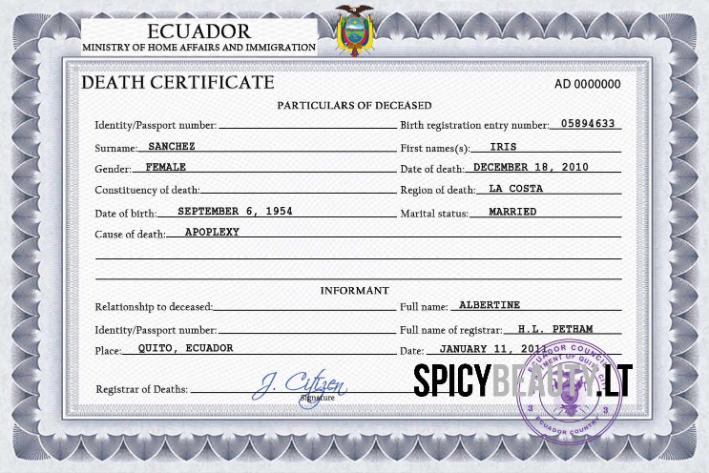 ECUADOR
MINISTRY OF HOME AFFAIRS AND IMMIGRATION
DEATH CERTIFICATE AD 0000000
PARTICULARS OF DECEASED
Identity/Passport number: Birth registration entry number: 05894633
Surname: SANCHEZ First names(s): IRIS
Gender: FEMALE Date of death: DECEMBER 18, 2010
Constituency of death: Region of death: LA COSTA
Date of birth: SEPTEMBER 6, 1954 Marital status: MARRIED
Cause of death: APOPLEXY
INFORMANT
Relationship to deceased: Full name: ALBERTINE
Identity/Passport number: Full name of registrar: H.L. PETHAM
Place: QUITO, ECUADOR Date: JANUARY 11, 2011
Registrar of Deaths: J. Citizen
Signature
SPICYBEAUTY.LT
ECUADOR COUNCIL
3 3
ECUADOR COUNTRY